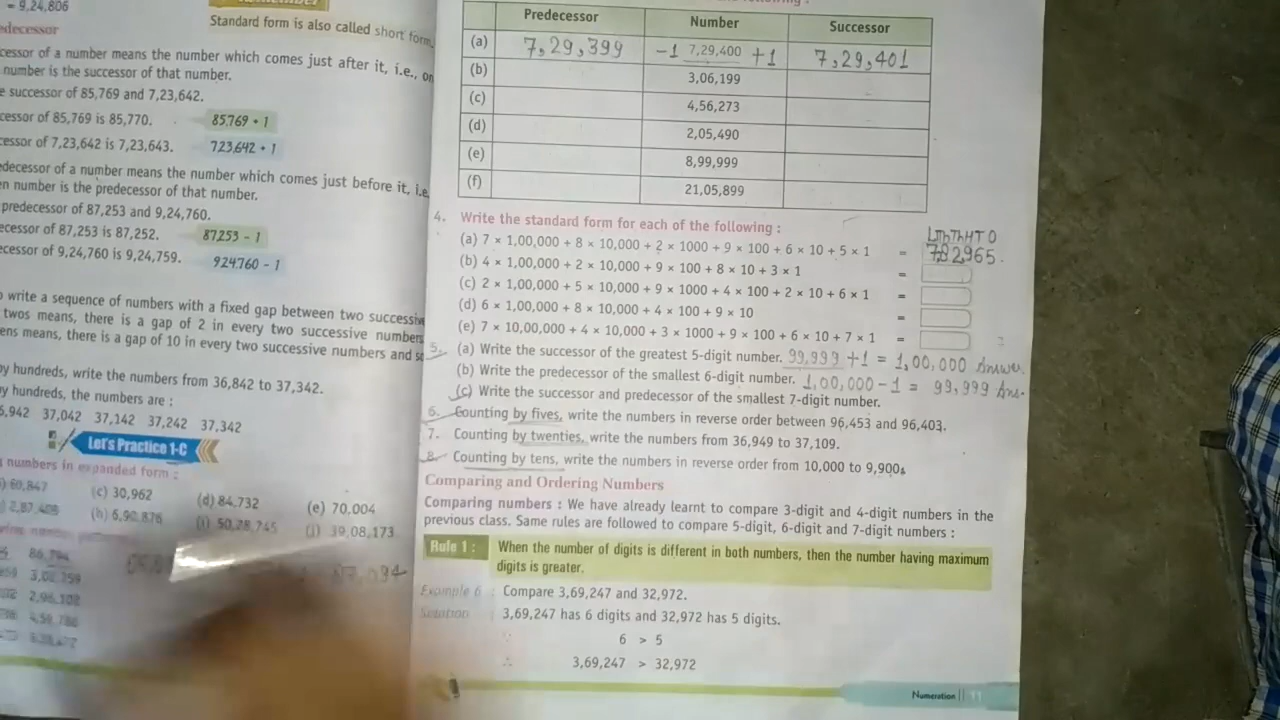 = 9,24,806
Standard form is also called short form.
edecessor
cessor of a number means the number which comes just after it, i.e., on
number is the successor of that number.
e successor of 85,769 and 7,23,642.
cessor of 85,769 is 85,770. 85,769 + 1
cessor of 7,23,642 is 7,23,643. 7,23,642 + 1
decessor of a number means the number which comes just before it, i.e.
en number is the predecessor of that number.
predecessor of 87,253 and 9,24,760.
ecessor of 87,253 is 87,252. 87,253 - 1
cessor of 9,24,760 is 9,24,759. 9,24,760 - 1
write a sequence of numbers with a fixed gap between two successiv
twos means, there is a gap of 2 in every two successive number
ens means, there is a gap of 10 in every two successive numbers and so
by hundreds, write the numbers from 36,842 to 37,342.
y hundreds, the numbers are :
6,942 37,042 37,142 37,242 37,342
Let's Practice 1-C
numbers in expanded form :
60,847 (c) 30,962 (d) 84,732 (e) 70,004
(h) 6,90,876 (i) 50,28,745 (j) 39,08,173
Predecessor Number Successor
(a) 7,29,399 -1 7,29,400 +1 7,29,401
(b) 3,06,199
(c) 4,56,273
(d) 2,05,490
(e) 8,99,999
(f) 21,05,899
4. Write the standard form for each of the following :
L TTh Th H T O
(a) 7 × 1,00,000 + 8 × 10,000 + 2 × 1000 + 9 × 100 + 6 × 10 + 5 × 1 = 782965.
(b) 4 × 1,00,000 + 2 × 10,000 + 9 × 100 + 8 × 10 + 3 × 1 =
(c) 2 × 1,00,000 + 5 × 10,000 + 9 × 1000 + 4 × 100 + 2 × 10 + 6 × 1 =
(d) 6 × 1,00,000 + 8 × 10,000 + 4 × 100 + 9 × 10 =
(e) 7 × 10,00,000 + 4 × 10,000 + 3 × 1000 + 9 × 100 + 6 × 10 + 7 × 1 =
5. (a) Write the successor of the greatest 5-digit number. 99,999 +1 = 1,00,000 Answer.
(b) Write the predecessor of the smallest 6-digit number. 1,00,000 - 1 = 99,999 Ans.
(c) Write the successor and predecessor of the smallest 7-digit number.
6. Counting by fives, write the numbers in reverse order between 96,453 and 96,403.
7. Counting by twenties, write the numbers from 36,949 to 37,109.
8. Counting by tens, write the numbers in reverse order from 10,000 to 9,900.
Comparing and Ordering Numbers
Comparing numbers : We have already learnt to compare 3-digit and 4-digit numbers in the
previous class. Same rules are followed to compare 5-digit, 6-digit and 7-digit numbers :
Rule 1 : When the number of digits is different in both numbers, then the number having maximum
digits is greater.
Example 6 : Compare 3,69,247 and 32,972.
Solution : 3,69,247 has 6 digits and 32,972 has 5 digits.
∵ 6 > 5
∴ 3,69,247 > 32,972
Numeration || 11